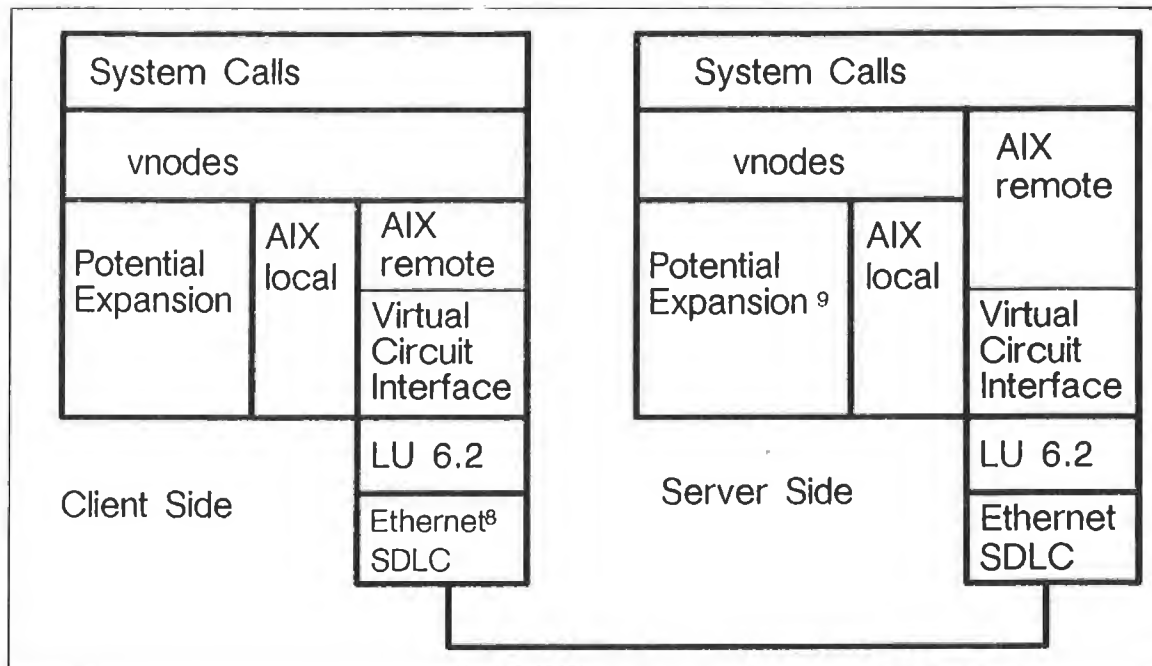 System Calls
vnodes
Potential
Expansion
AIX
local
AIX
remote
Virtual
Circuit
Interface
LU 6.2
Ethernet⁸
SDLC
Client Side
System Calls
vnodes
AIX
remote
Potential
Expansion ⁹
AIX
local
Virtual
Circuit
Interface
LU 6.2
Ethernet
SDLC
Server Side